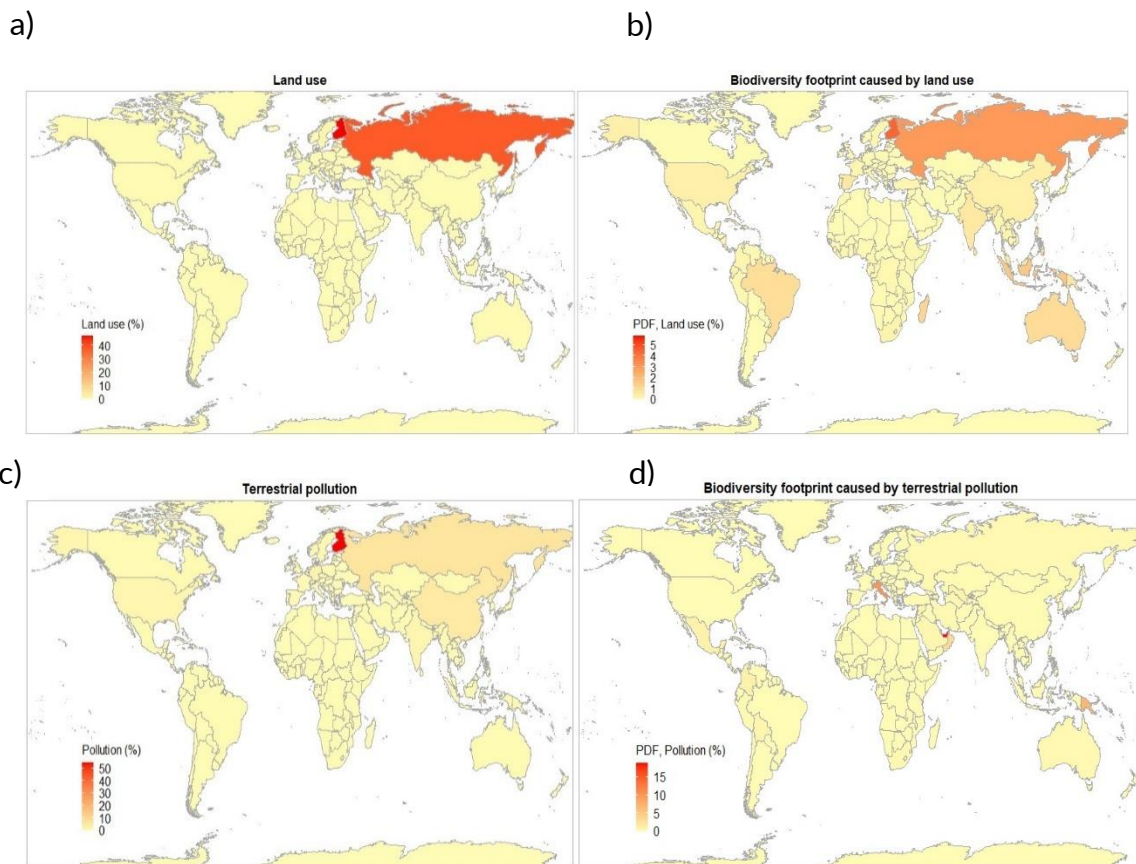 a)
b)
Land use
Biodiversity footprint caused by land use
Land use (%)
40
30
20
10
0
PDF, Land use (%)
5
4
3
2
1
0
c)
d)
Terrestrial pollution
Biodiversity footprint caused by terrestrial pollution
Pollution (%)
50
40
30
20
10
0
PDF, Pollution (%)
15
10
5
0